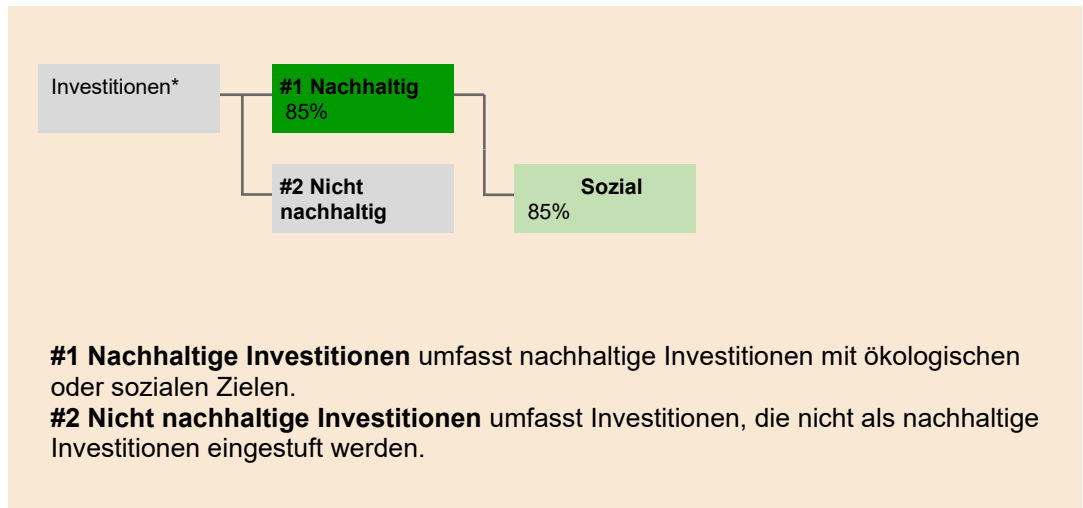 Investitionen*
#1 Nachhaltig
85%
#2 Nicht
nachhaltig
Sozial
85%
#1 Nachhaltige Investitionen umfasst nachhaltige Investitionen mit ökologischen
oder sozialen Zielen.
#2 Nicht nachhaltige Investitionen umfasst Investitionen, die nicht als nachhaltige
Investitionen eingestuft werden.